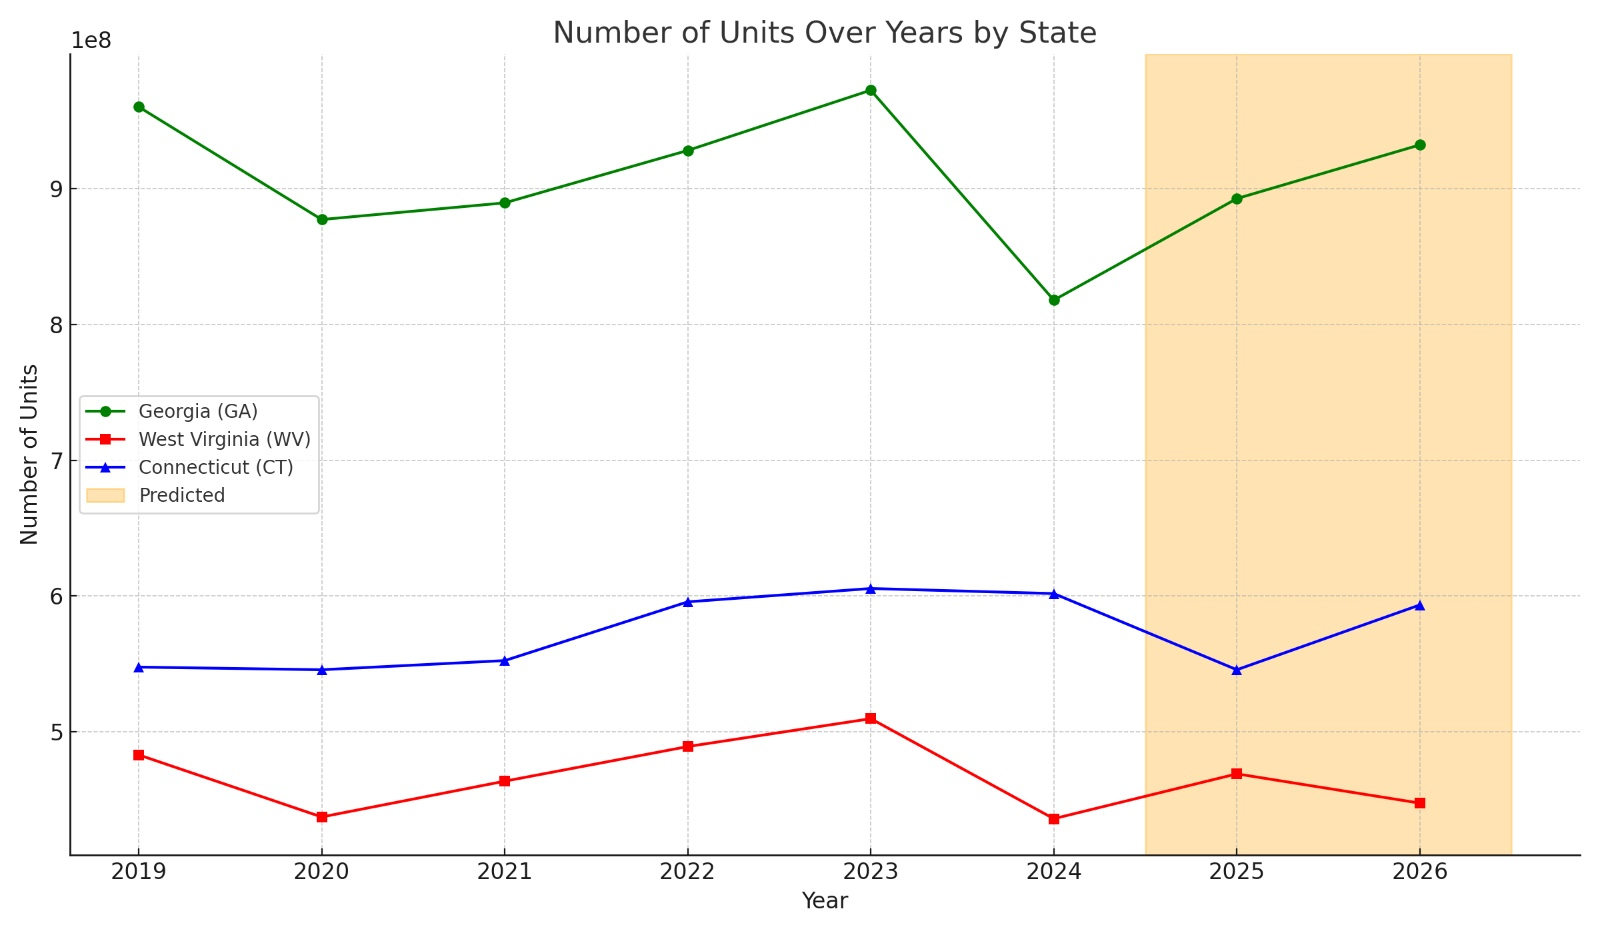 Number of Units Over Years by State
1e8
9
8
7
6
5
Number of Units
Georgia (GA)
West Virginia (WV)
Connecticut (CT)
Predicted
2019 2020 2021 2022 2023 2024 2025 2026
Year